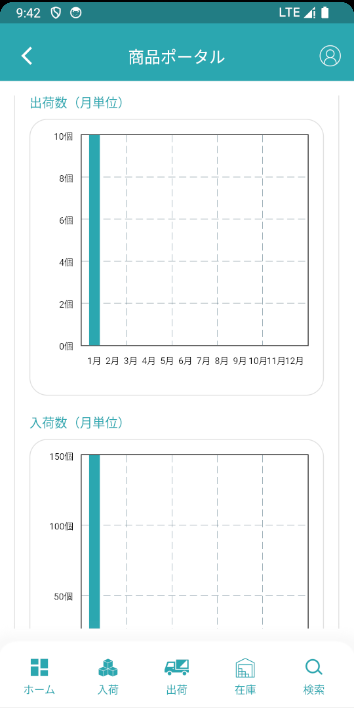 9:42 LTE
商品ポータル
出荷数（月単位）
10個
8個
6個
4個
2個
0個
1月 2月 3月 4月 5月 6月 7月 8月 9月 10月 11月 12月
入荷数（月単位）
150個
100個
50個
ホーム 入荷 出荷 在庫 検索